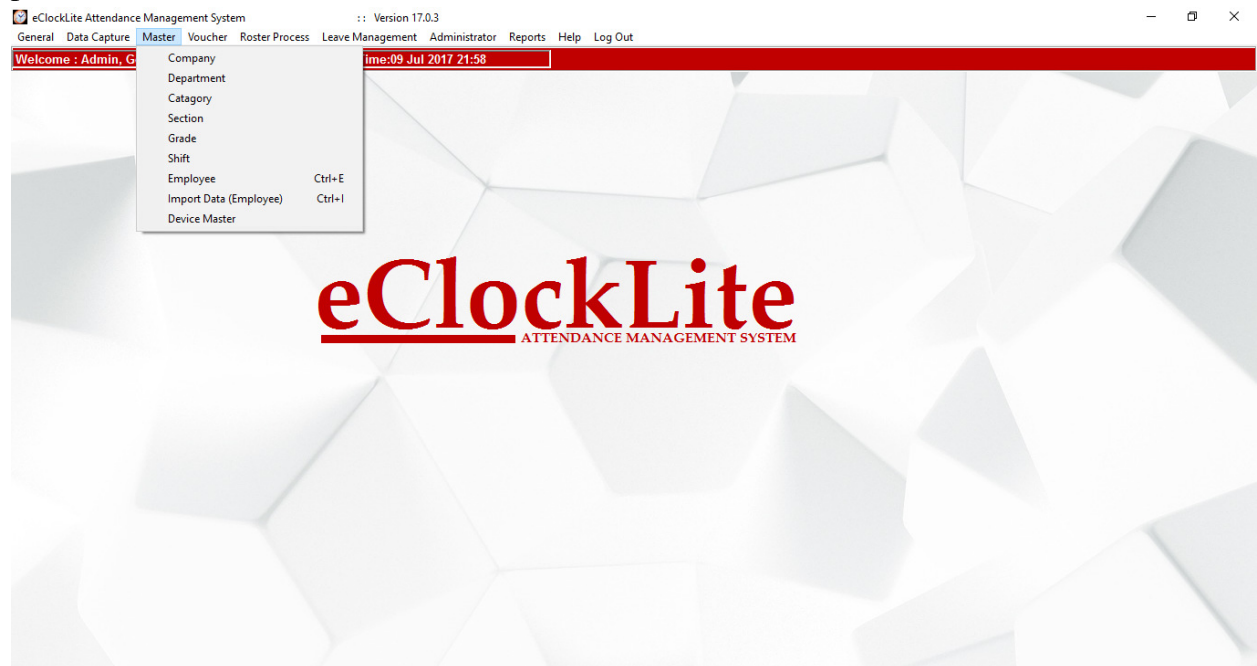 eClockLite Attendance Management System :: Version 17.0.3
General Data Capture Master Voucher Roster Process Leave Management Administrator Reports Help Log Out
Welcome : Admin, G ime:09 Jul 2017 21:58
Company
Department
Catagory
Section
Grade
Shift
Employee Ctrl+E
Import Data (Employee) Ctrl+I
Device Master
eClockLite
ATTENDANCE MANAGEMENT SYSTEM